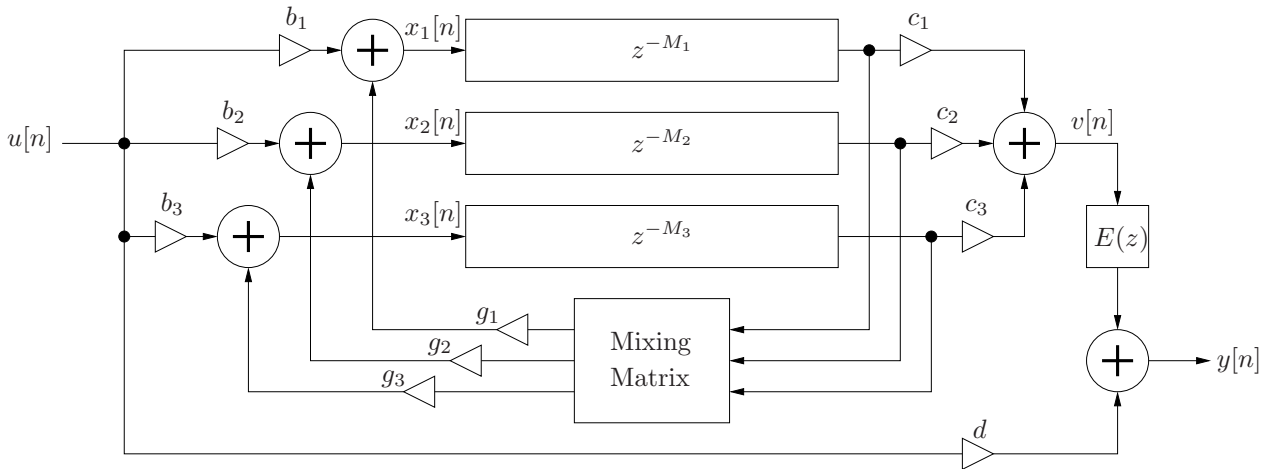 b₁
x₁[n]
z^{-M₁}
c₁
b₂
x₂[n]
z^{-M₂}
c₂
v[n]
u[n]
b₃
x₃[n]
z^{-M₃}
c₃
E(z)
g₁
g₂
g₃
Mixing
Matrix
y[n]
d